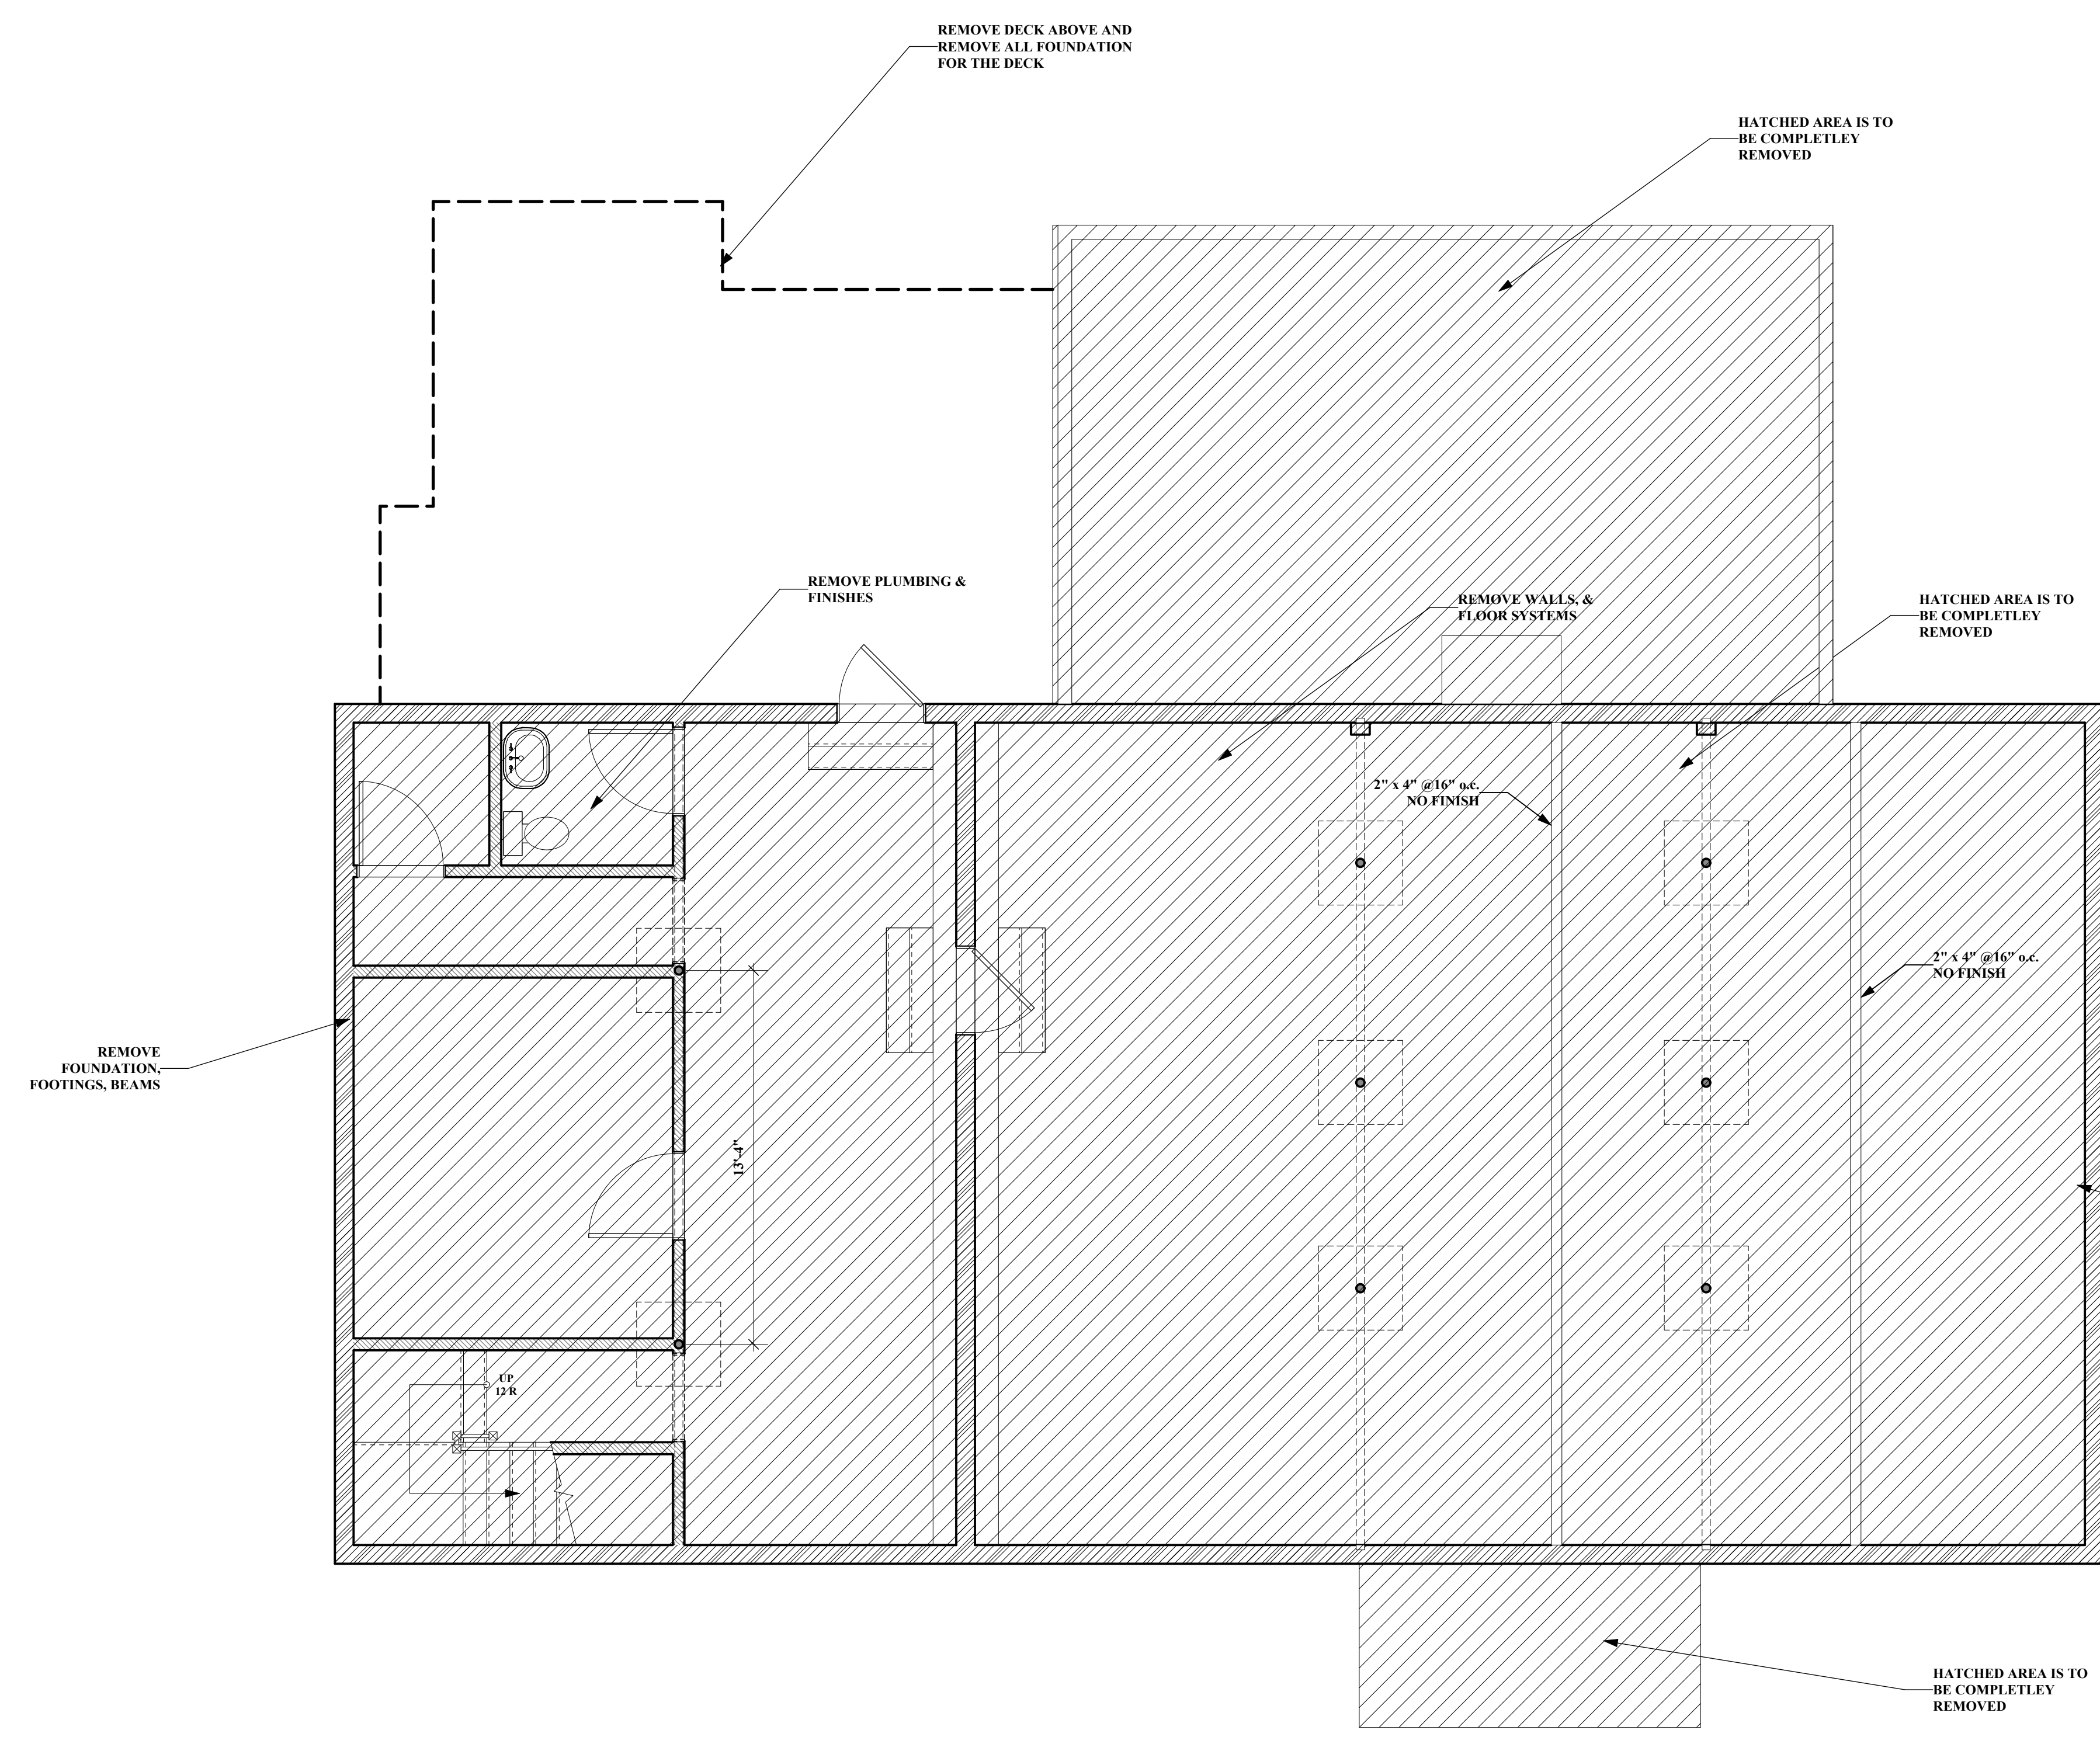 REMOVE DECK ABOVE AND
REMOVE ALL FOUNDATION
FOR THE DECK
HATCHED AREA IS TO
BE COMPLETLEY
REMOVED
REMOVE PLUMBING &
FINISHES
REMOVE WALLS, &
FLOOR SYSTEMS
HATCHED AREA IS TO
BE COMPLETLEY
REMOVED
2" x 4" @16" o.c.
NO FINISH
2" x 4" @16" o.c.
NO FINISH
REMOVE
FOUNDATION,
FOOTINGS, BEAMS
13'-4"
UP
12 R
HATCHED AREA IS TO
BE COMPLETLEY
REMOVED